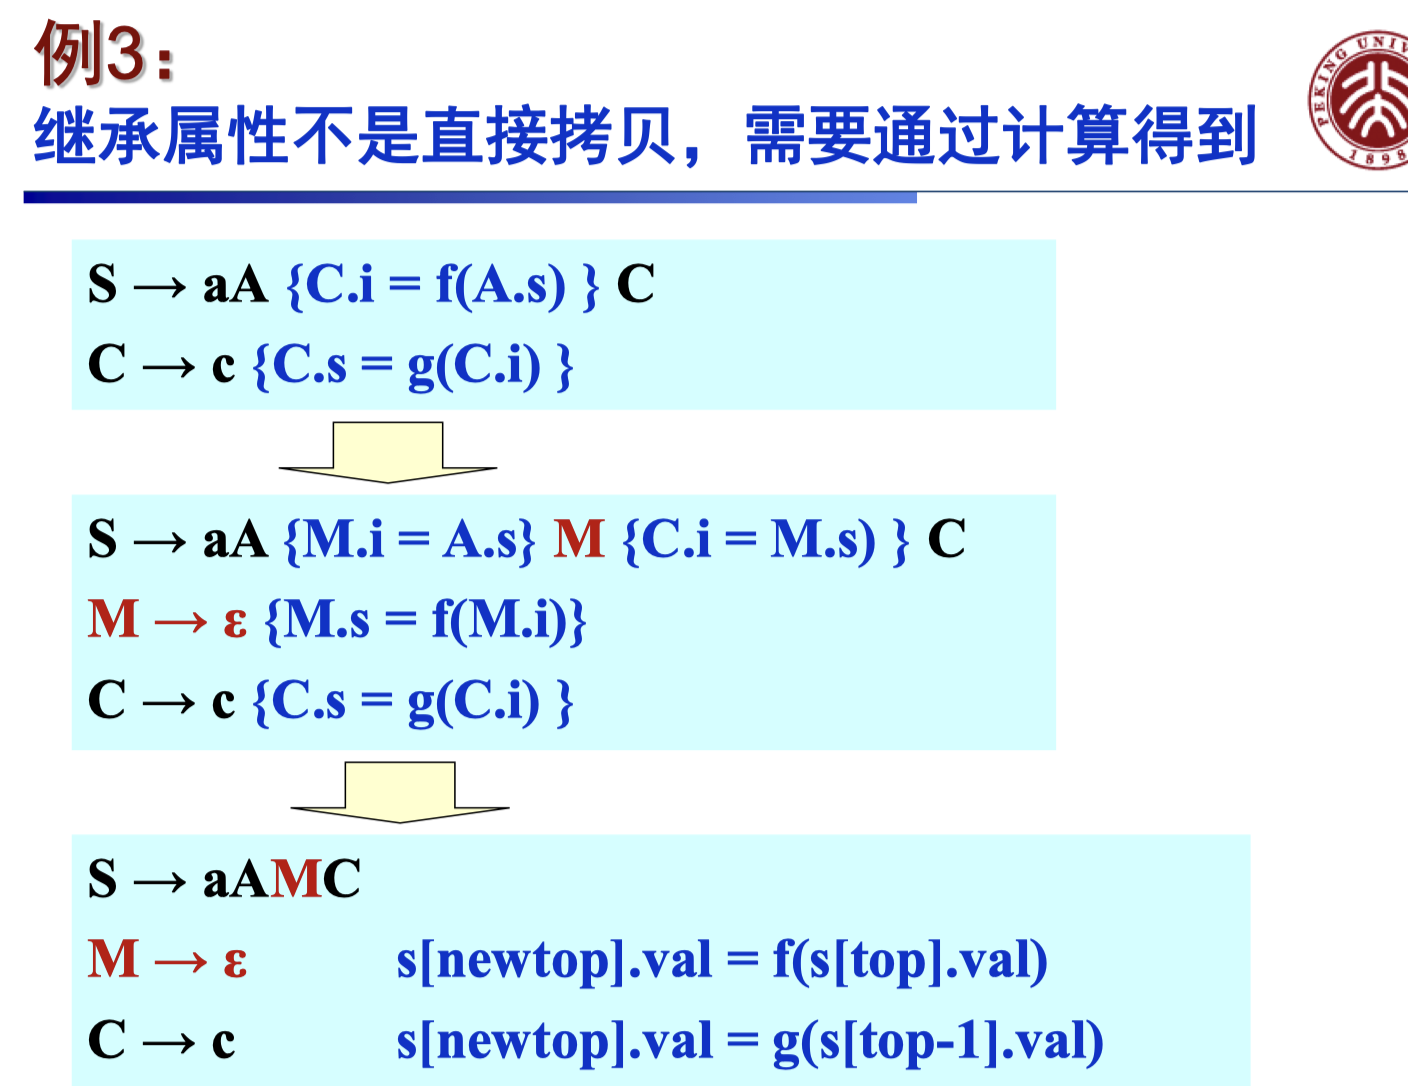 例3：
继承属性不是直接拷贝，需要通过计算得到
PEKING UNIV
1898
S → aA {C.i = f(A.s) } C
C → c {C.s = g(C.i) }
S → aA {M.i = A.s} M {C.i = M.s) } C
M → ε {M.s = f(M.i)}
C → c {C.s = g(C.i) }
S → aAMC
M → ε s[newtop].val = f(s[top].val)
C → c s[newtop].val = g(s[top-1].val)